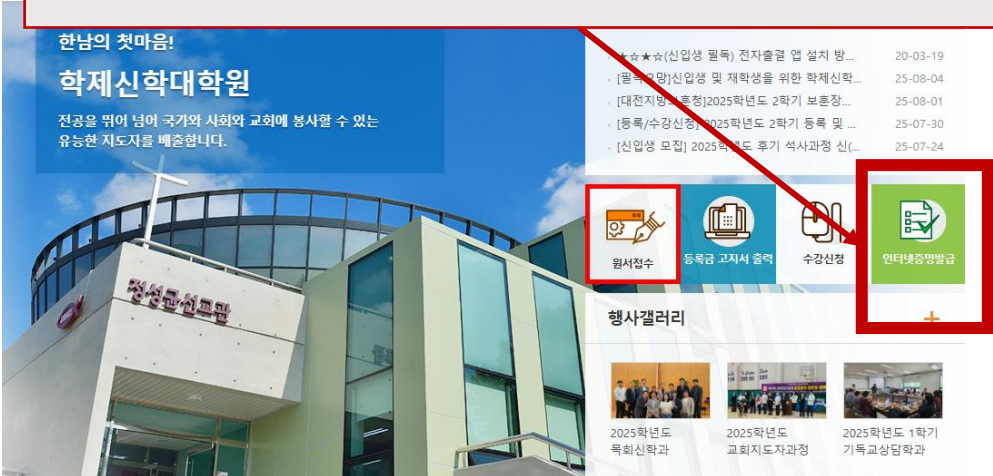 한남의 첫마음!
학제신학대학원
전공을 뛰어 넘어 국가와 사회와 교회에 봉사할 수 있는
유능한 지도자를 배출합니다.
★☆★☆(신입생 필독) 전자출결 앱 설치 방... 20-03-19
[필독요망]신입생 및 재학생을 위한 학제신학... 25-08-04
[대전지방보훈청]2025학년도 2학기 보훈장... 25-08-01
[등록/수강신청] 2025학년도 2학기 등록 및 ... 25-07-30
[신입생 모집] 2025학년도 후기 석사과정 신(... 25-07-24
원서접수
등록금 고지서 출력
수강신청
인터넷증명발급
정성균선교관
행사갤러리 +
2025학년도
목회신학과
2025학년도
교회지도자과정
2025학년도 1학기
기독교상담학과